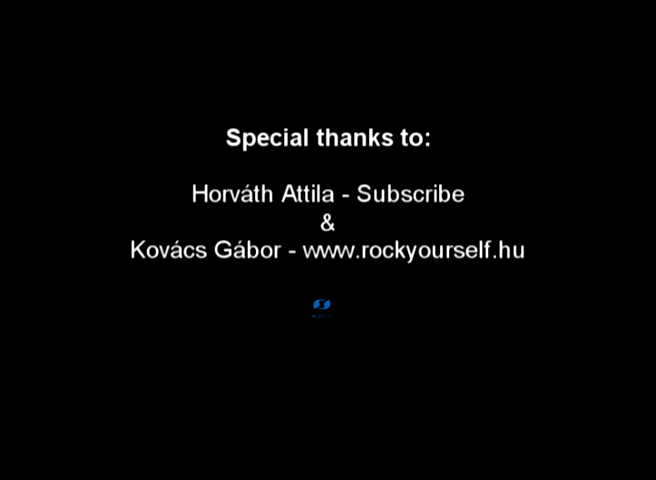 Special thanks to:
Horváth Attila - Subscribe
&
Kovács Gábor - www.rockyourself.hu